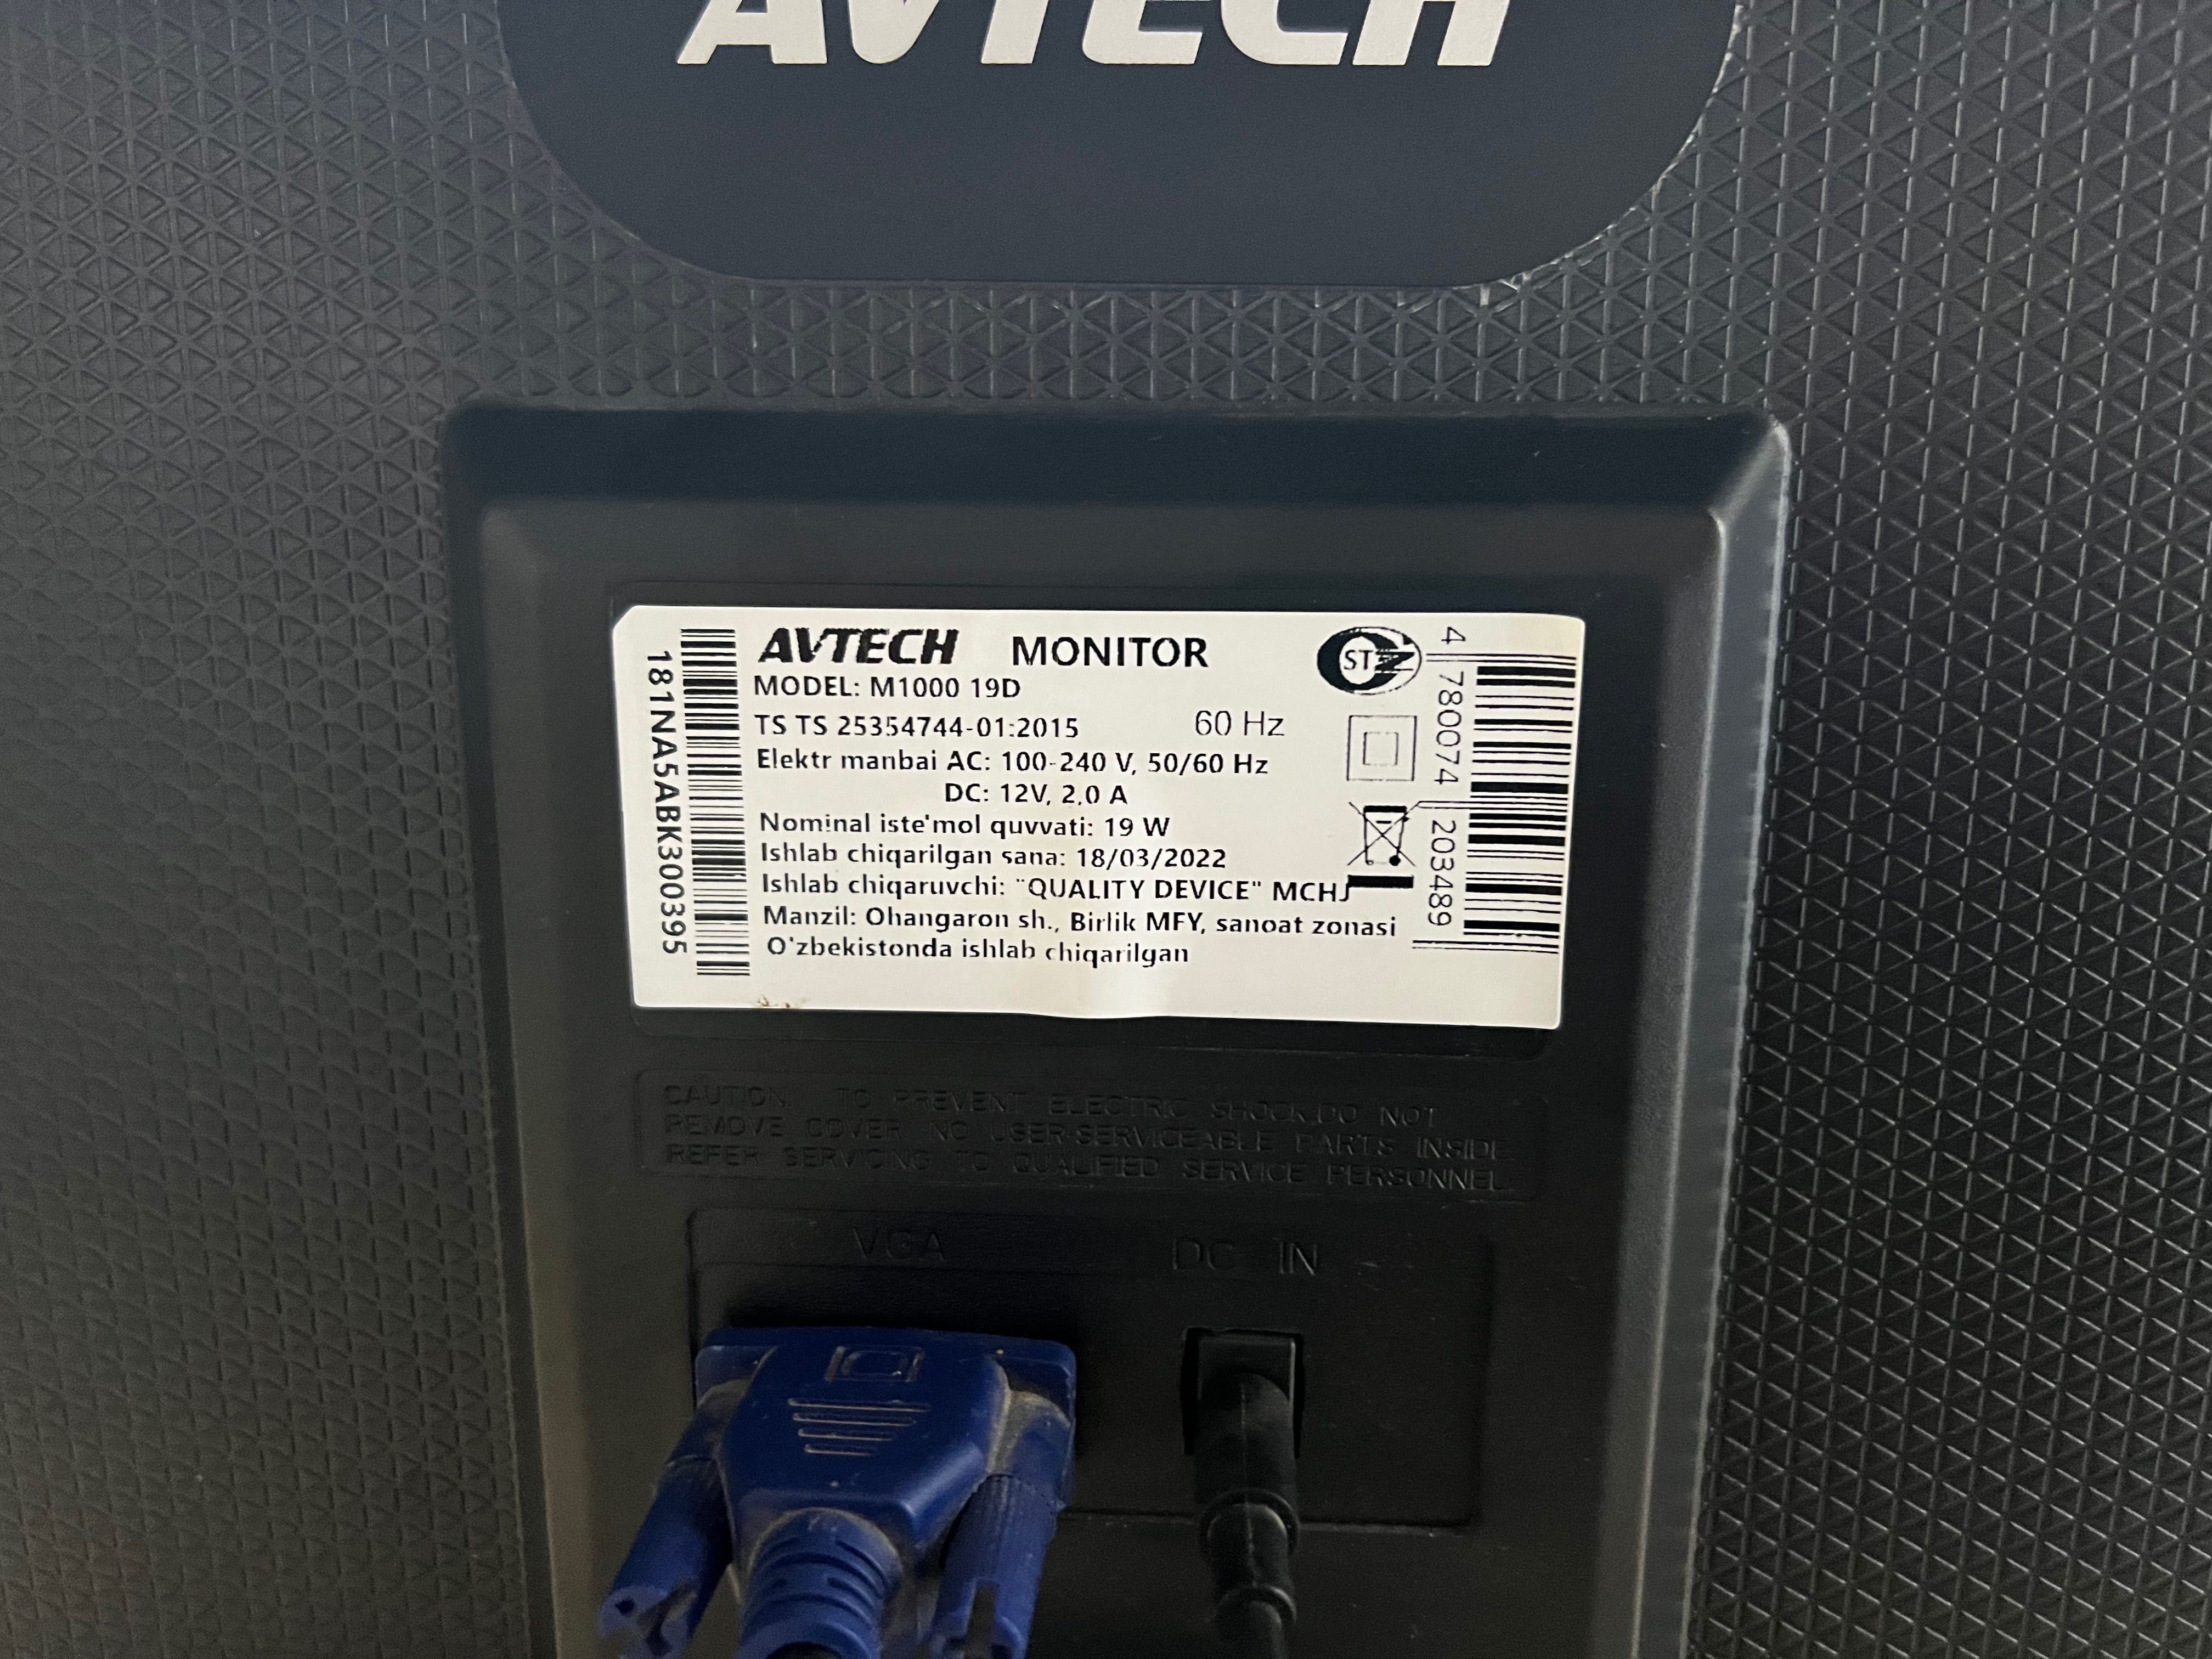 AVTECH
AVTECH MONITOR
MODEL: M1000 19D
TS TS 25354744-01:2015 60 Hz
Elektr manbai AC: 100-240 V, 50/60 Hz
DC: 12V, 2.0 A
Nominal iste'mol quvvati: 19 W
Ishlab chiqarilgan sana: 18/03/2022
Ishlab chiqaruvchi: "QUALITY DEVICE" MCHJ
Manzil: Ohangaron sh., Birlik MFY, sanoat zonasi
O'zbekistonda ishlab chiqarilgan
181NA5ABK300395
ST
4 780074 203489
CAUTION: TO PREVENT ELECTRIC SHOCK,DO NOT
REMOVE COVER NO USER-SERVICEABLE PARTS INSIDE
REFER SERVICING TO QUALIFIED SERVICE PERSONNEL
VGA DC IN